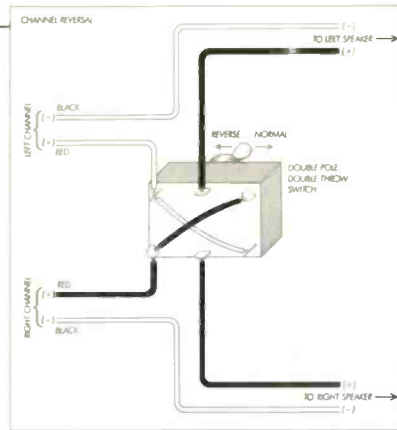 CHANNEL REVERSAL
(-)
TO LEFT SPEAKER
(+)
BLACK
(-)
LEFT CHANNEL
(-)
RED
REVERSE NORMAL
DOUBLE POLE
DOUBLE THROW
SWITCH
RED
(+)
RIGHT CHANNEL
(-)
BLACK
(+)
TO RIGHT SPEAKER
(-)